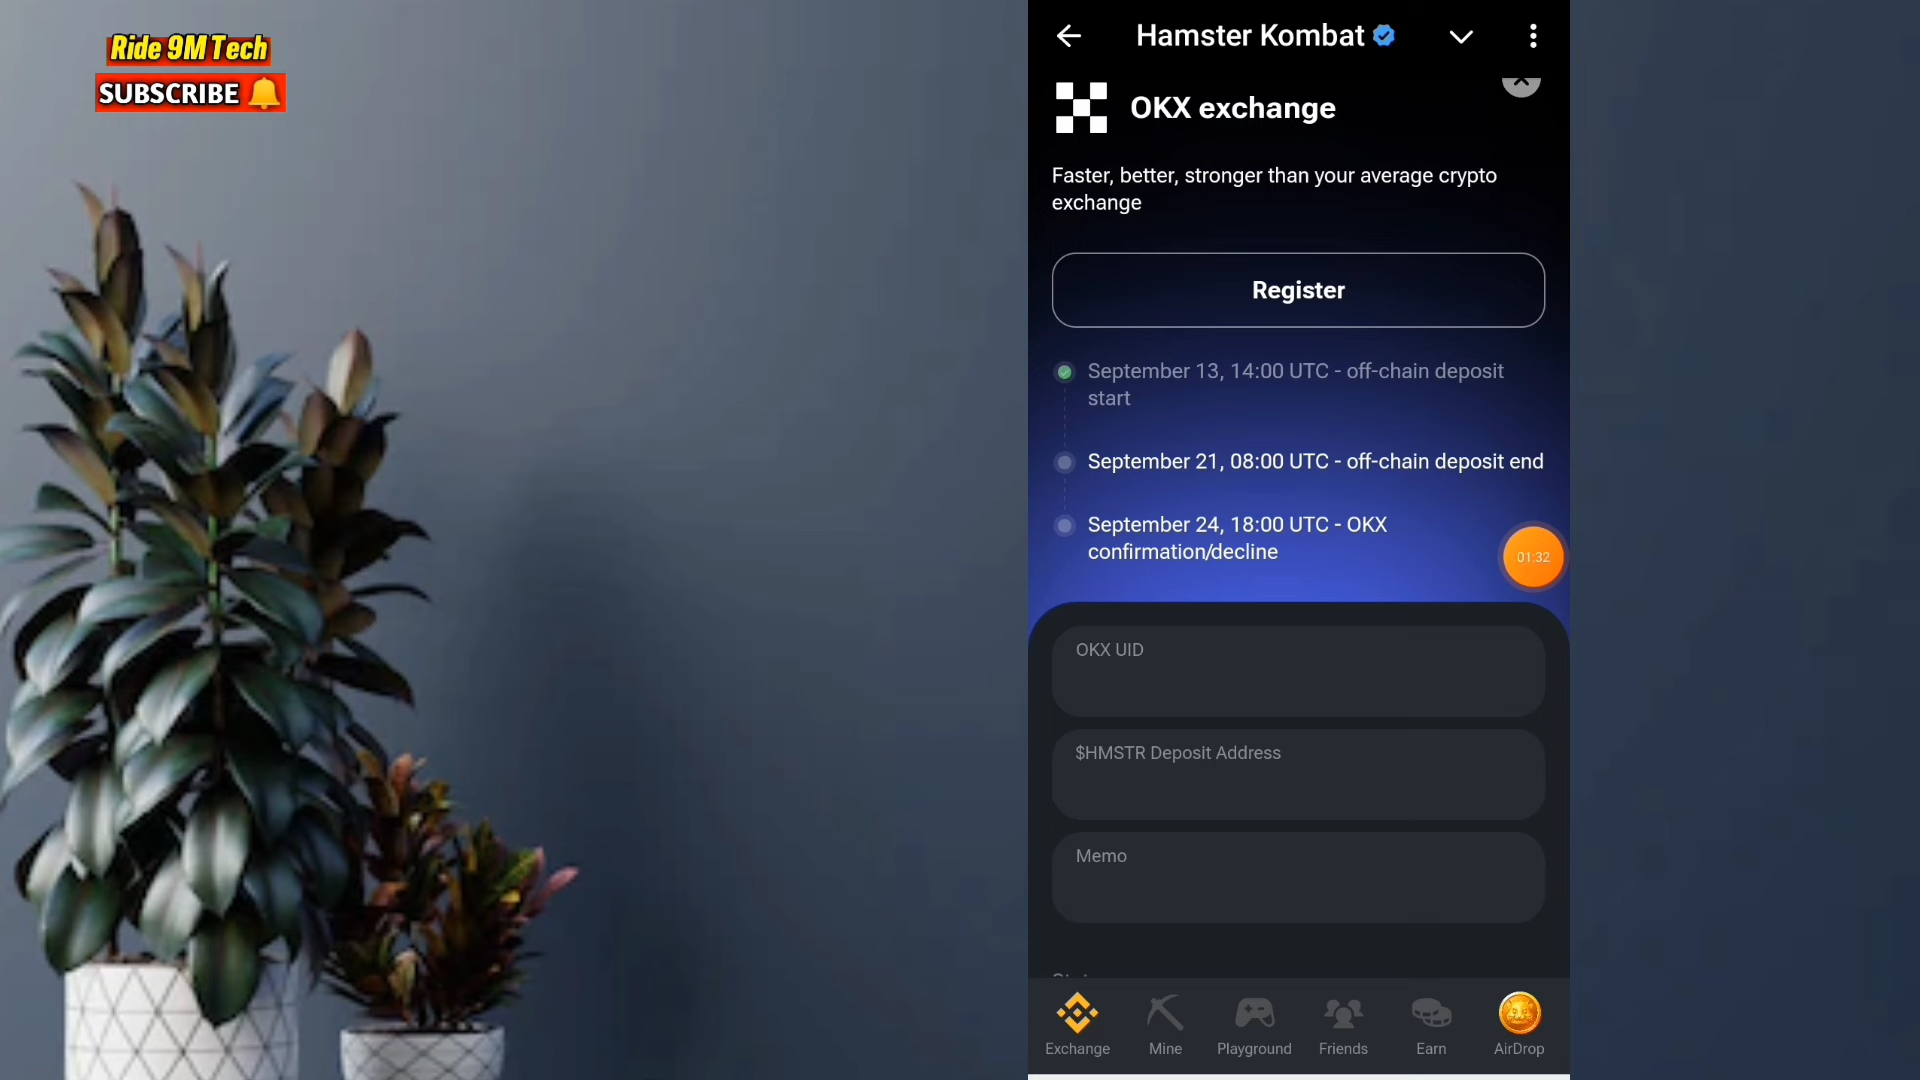 Ride 9M Tech
SUBSCRIBE
Hamster Kombat
OKX exchange
Faster, better, stronger than your average crypto
exchange
Register
September 13, 14:00 UTC - off-chain deposit
start
September 21, 08:00 UTC - off-chain deposit end
September 24, 18:00 UTC - OKX
confirmation/decline
01:32
OKX UID
$HMSTR Deposit Address
Memo
Exchange
Mine
Playground
Friends
Earn
AirDrop